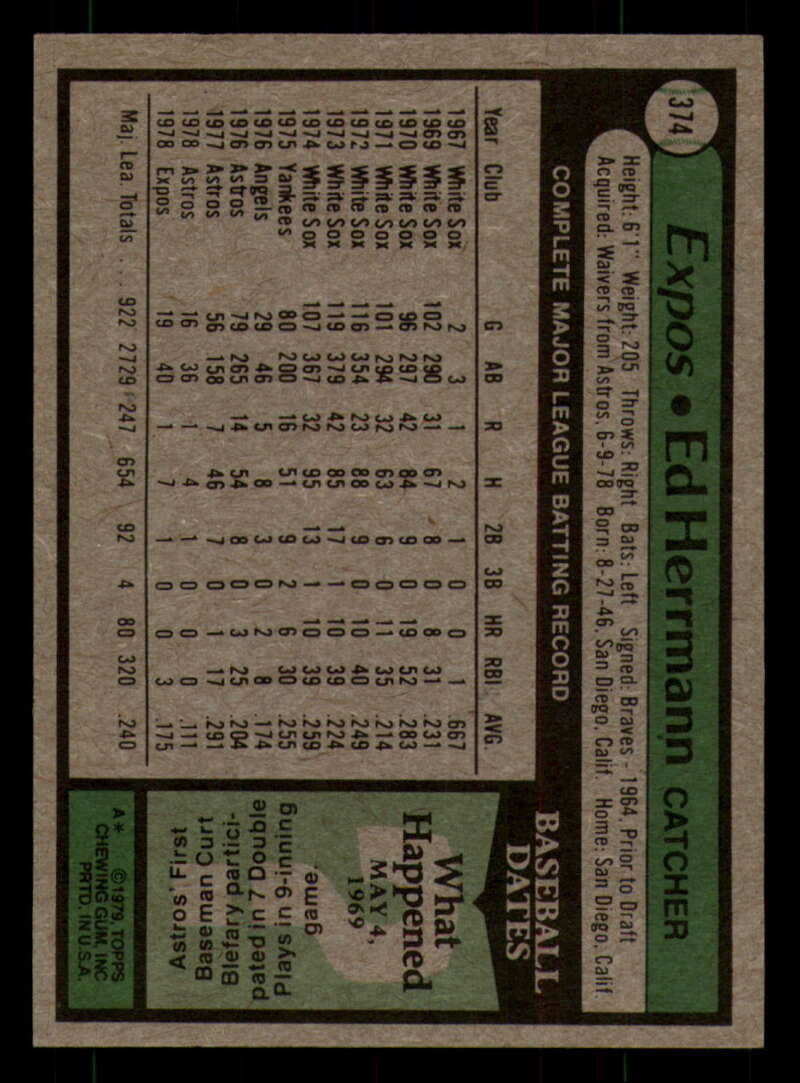 374
Expos • Ed Herrmann CATCHER
Height: 6'1" Weight: 205 Throws: Right Bats: Left Signed: Braves - 1964, Prior to Draft
Acquired: Waivers from Astros, 6-9-78 Born: 8-27-46, San Diego, Calif. Home: San Diego, Calif.
COMPLETE MAJOR LEAGUE BATTING RECORD
Year Club G AB R H 2B 3B HR RBI AVG.
1967 White Sox 2 3 1 2 1 0 0 1 .667
1969 White Sox 102 290 31 67 8 0 8 31 .231
1970 White Sox 96 297 42 84 9 0 19 52 .283
1971 White Sox 101 294 32 63 6 0 11 35 .214
1972 White Sox 116 354 23 88 9 0 10 40 .249
1973 White Sox 119 379 42 85 17 1 10 39 .224
1974 White Sox 107 367 32 95 13 1 10 39 .259
1975 Yankees 80 200 16 51 9 2 6 30 .255
1976 Angels 29 46 5 8 3 0 2 8 .174
1976 Astros 79 265 14 54 8 0 3 25 .204
1977 Astros 56 158 7 46 7 0 1 17 .291
1978 Astros 16 36 1 4 1 0 0 0 .111
1978 Expos 19 40 1 7 1 0 0 3 .175
Maj. Lea. Totals . . . 922 2729 247 654 92 4 80 320 .240
BASEBALL
DATES
What
Happened
MAY 4,
1969
Astros' First
Baseman Curt
Blefary partici-
pated in 7 Double
Plays in 9-inning
game.
A* ©1979 TOPPS
CHEWING GUM, INC
PRTD. IN U.S.A.